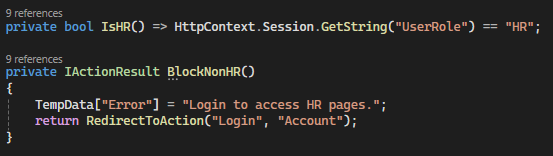 9 references
private bool IsHR() => HttpContext.Session.GetString("UserRole") == "HR";
9 references
private IActionResult BlockNonHR()
{
TempData["Error"] = "Login to access HR pages.";
return RedirectToAction("Login", "Account");
}